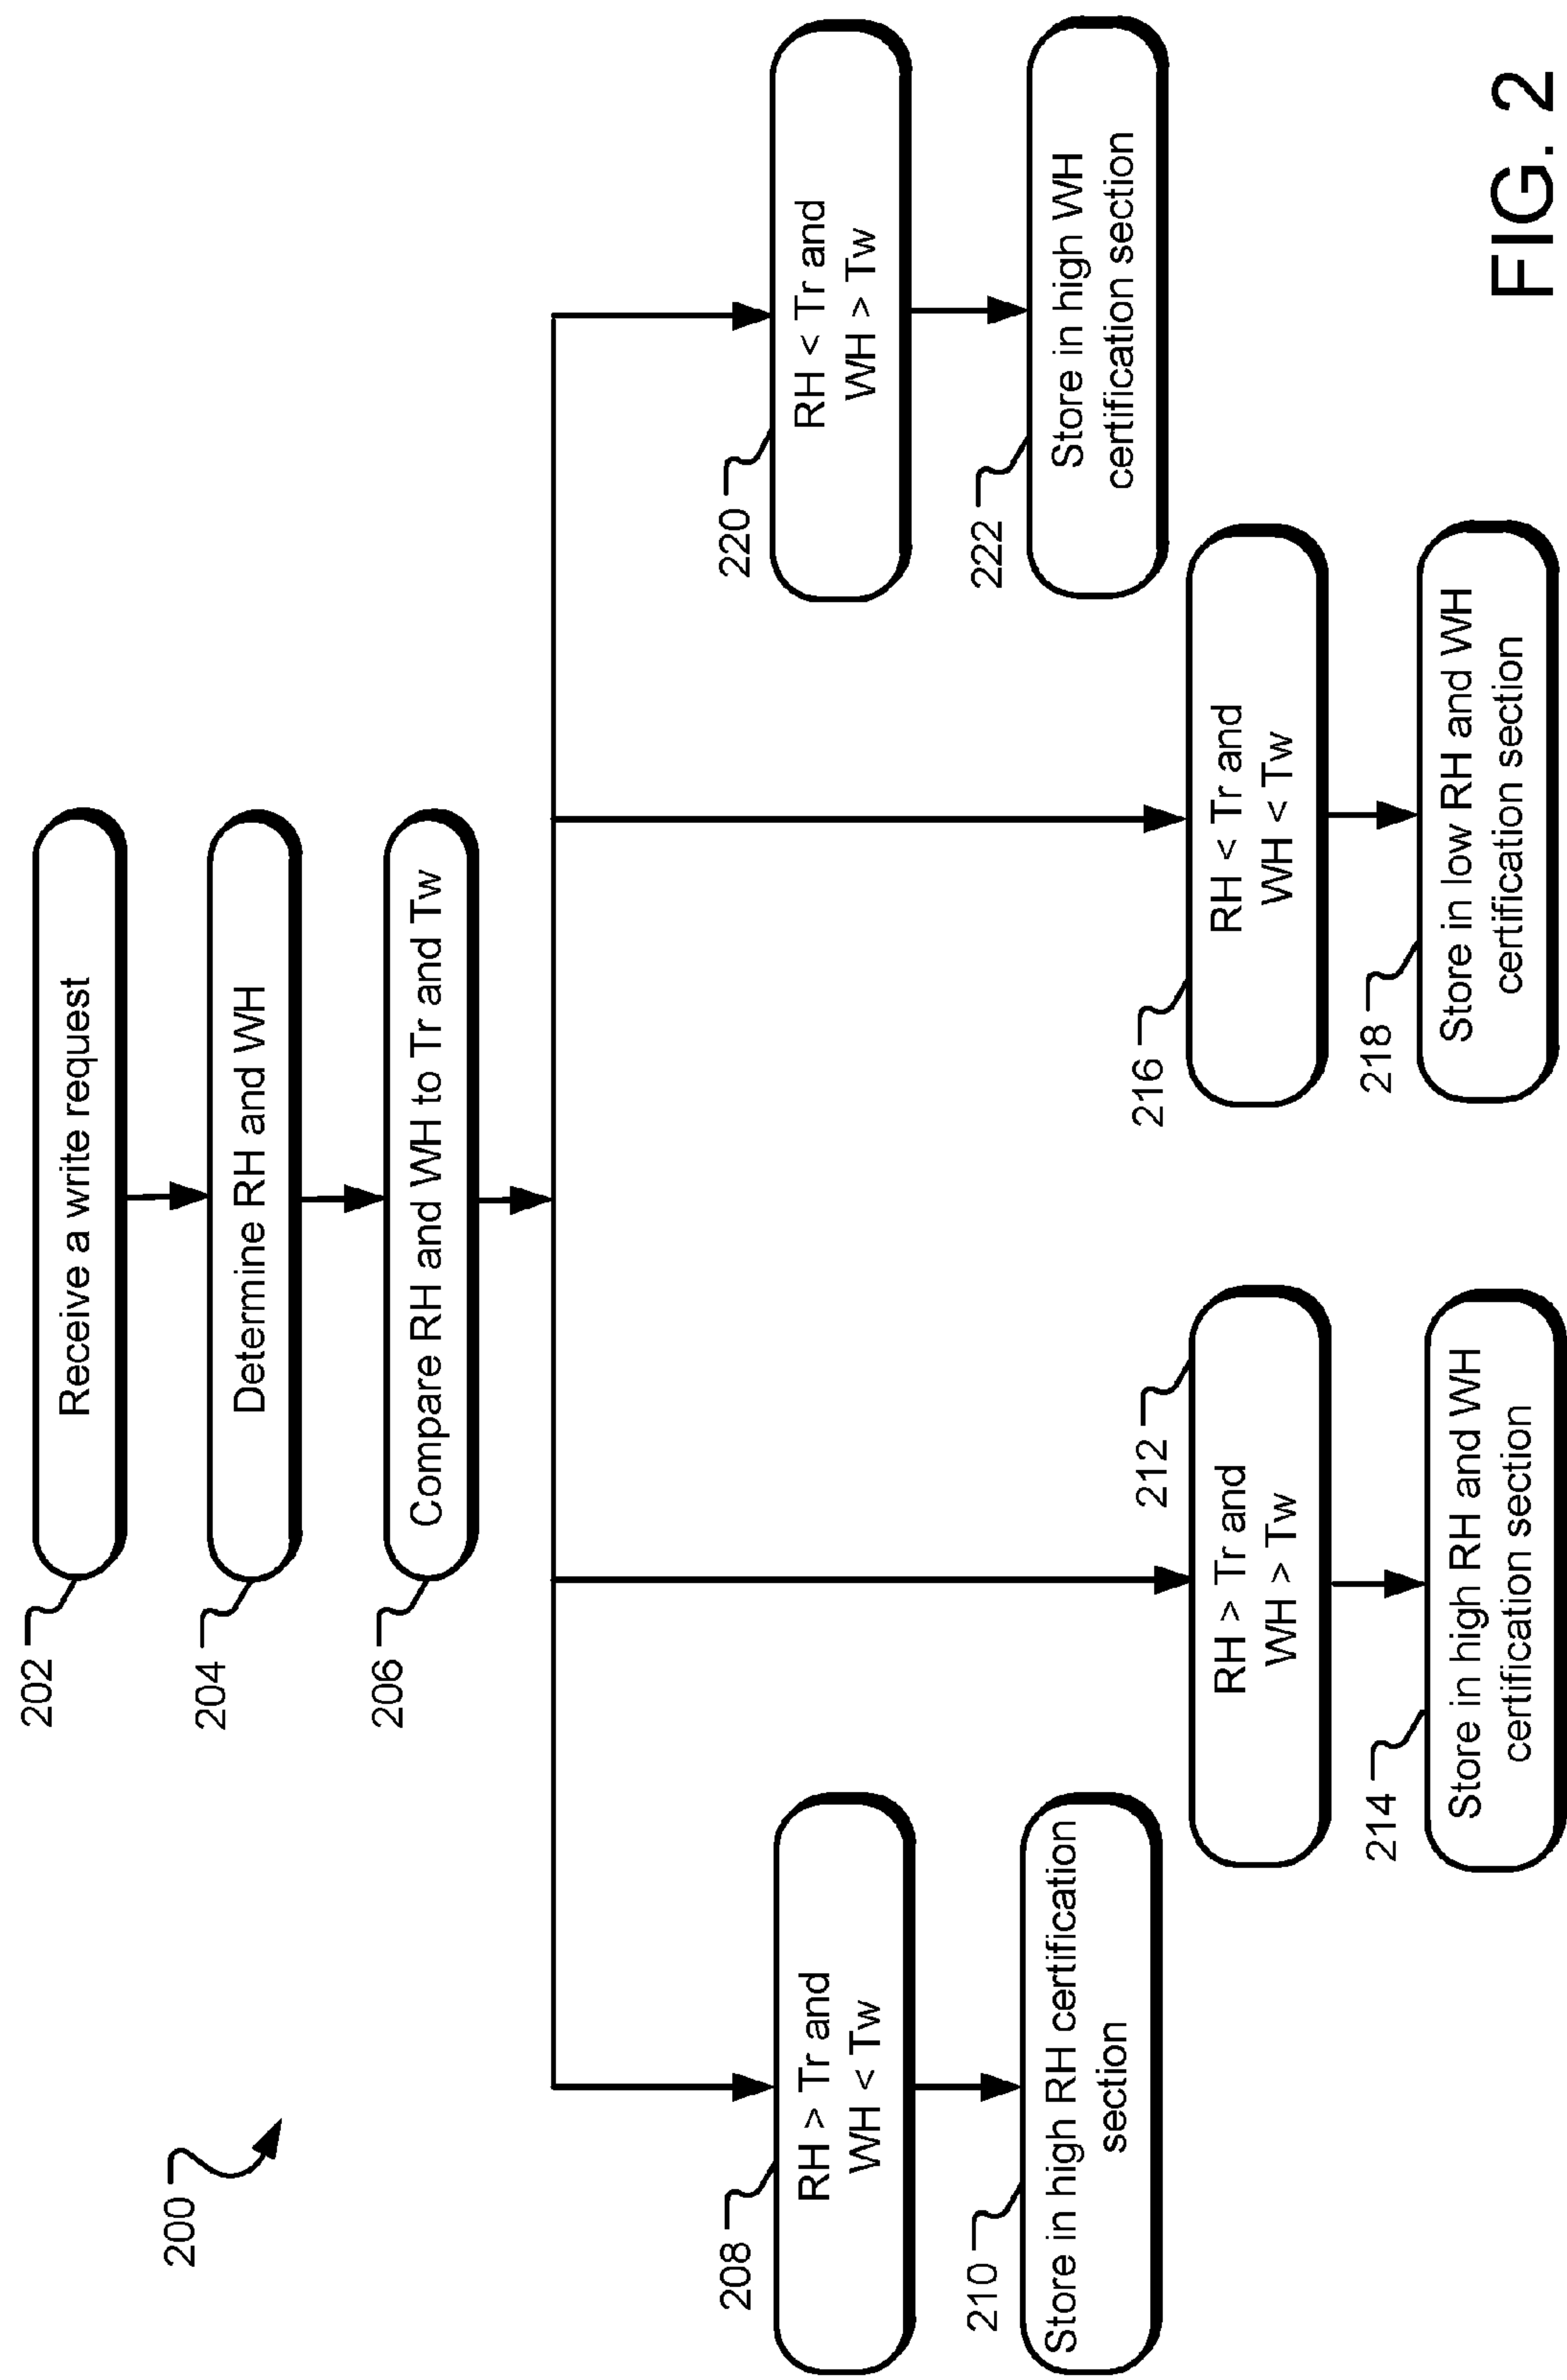 200
202
Receive a write request
204
Determine RH and WH
206
Compare RH and WH to Tr and Tw
208
RH > Tr and
WH < Tw
210
Store in high RH certification
section
212
RH > Tr and
WH > Tw
214
Store in high RH and WH
certification section
216
RH < Tr and
WH < Tw
218
Store in low RH and WH
certification section
220
RH < Tr and
WH > Tw
222
Store in high WH
certification section
FIG. 2